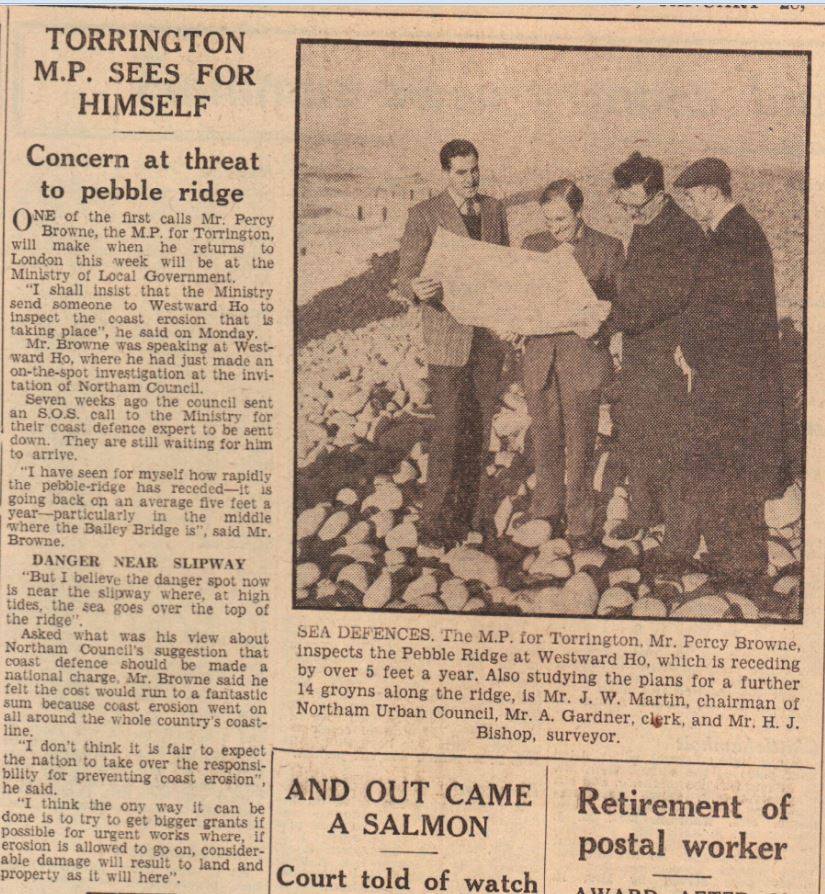 TORRINGTON
M.P. SEES FOR
HIMSELF
Concern at threat
to pebble ridge
ONE of the first calls Mr. Percy
Browne, the M.P. for Torrington,
will make when he returns to
London this week will be at the
Ministry of Local Government.
"I shall insist that the Ministry
send someone to Westward Ho to
inspect the coast erosion that is
taking place", he said on Monday.
Mr. Browne was speaking at West-
ward Ho, where he had just made an
on-the-spot investigation at the invi-
tation of Northam Council.
Seven weeks ago the council sent
an S.O.S. call to the Ministry for
their coast defence expert to be sent
down. They are still waiting for him
to arrive.
"I have seen for myself how rapidly
the pebble-ridge has receded—it is
going back on an average five feet a
year—particularly in the middle
where the Bailey Bridge is", said Mr.
Browne.
DANGER NEAR SLIPWAY
"But I believe the danger spot now
is near the slipway where, at high
tides, the sea goes over the top of
the ridge".
Asked what was his view about
Northam Council's suggestion that
coast defence should be made a
national charge, Mr. Browne said he
felt the cost would run to a fantastic
sum because coast erosion went on
all around the whole country's coast-
line.
"I don't think it is fair to expect
the nation to take over the responsi-
bility for preventing coast erosion",
he said.
"I think the ony way it can be
done is to try to get bigger grants if
possible for urgent works where, if
erosion is allowed to go on, consider-
able damage will result to land and
property as it will here".
SEA DEFENCES. The M.P. for Torrington, Mr. Percy Browne,
inspects the Pebble Ridge at Westward Ho, which is receding
by over 5 feet a year. Also studying the plans for a further
14 groyns along the ridge, is Mr. J. W. Martin, chairman of
Northam Urban Council, Mr. A. Gardner, clerk, and Mr. H. J.
Bishop, surveyor.
AND OUT CAME
A SALMON
Court told of watch
Retirement of
postal worker